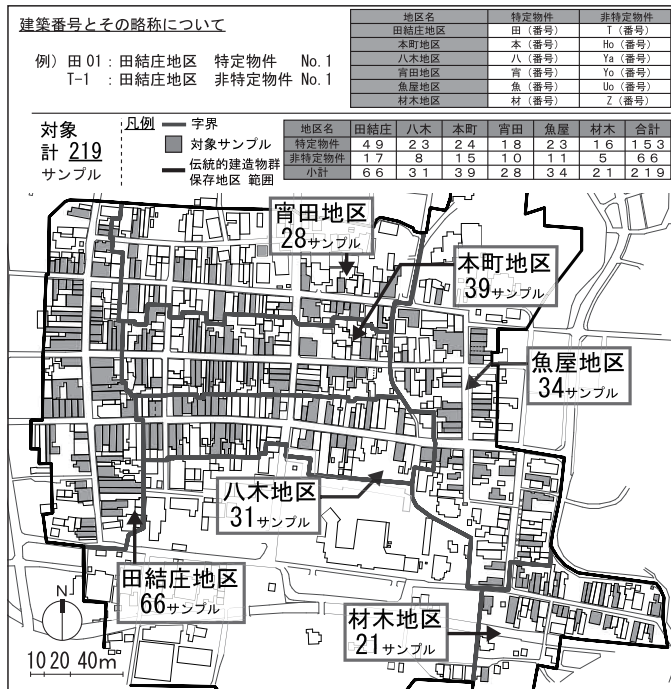 建築番号とその略称について
例) 田 01 : 田結庄地区　特定物件　No.1
T-1 : 田結庄地区　非特定物件 No.1
地区名 特定物件 非特定物件
田結庄地区 田（番号） T（番号）
本町地区 本（番号） Ho（番号）
八木地区 八（番号） Ya（番号）
宵田地区 宵（番号） Yo（番号）
魚屋地区 魚（番号） Uo（番号）
材木地区 材（番号） Z（番号）
対象
計 219
サンプル
凡例
字界
対象サンプル
伝統的建造物群
保存地区 範囲
地区名 田結庄 八木 本町 宵田 魚屋 材木 合計
特定物件 49 23 24 18 23 16 153
非特定物件 17 8 15 10 11 5 66
小計 66 31 39 28 34 21 219
宵田地区
28サンプル
本町地区
39サンプル
魚屋地区
34サンプル
八木地区
31サンプル
田結庄地区
66サンプル
材木地区
21サンプル
N
10 20 40m